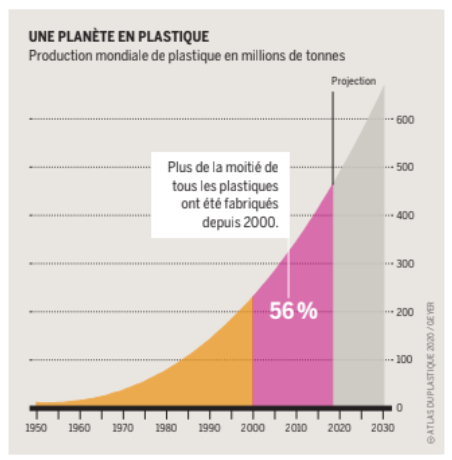 UNE PLANÈTE EN PLASTIQUE
Production mondiale de plastique en millions de tonnes
Projection
600
500
Plus de la moitié de
tous les plastiques
ont été fabriqués
depuis 2000.
400
300
56 %
200
100
0
1950 1960 1970 1980 1990 2000 2010 2020 2030
© ATLAS DU PLASTIQUE 2020 / GEYER